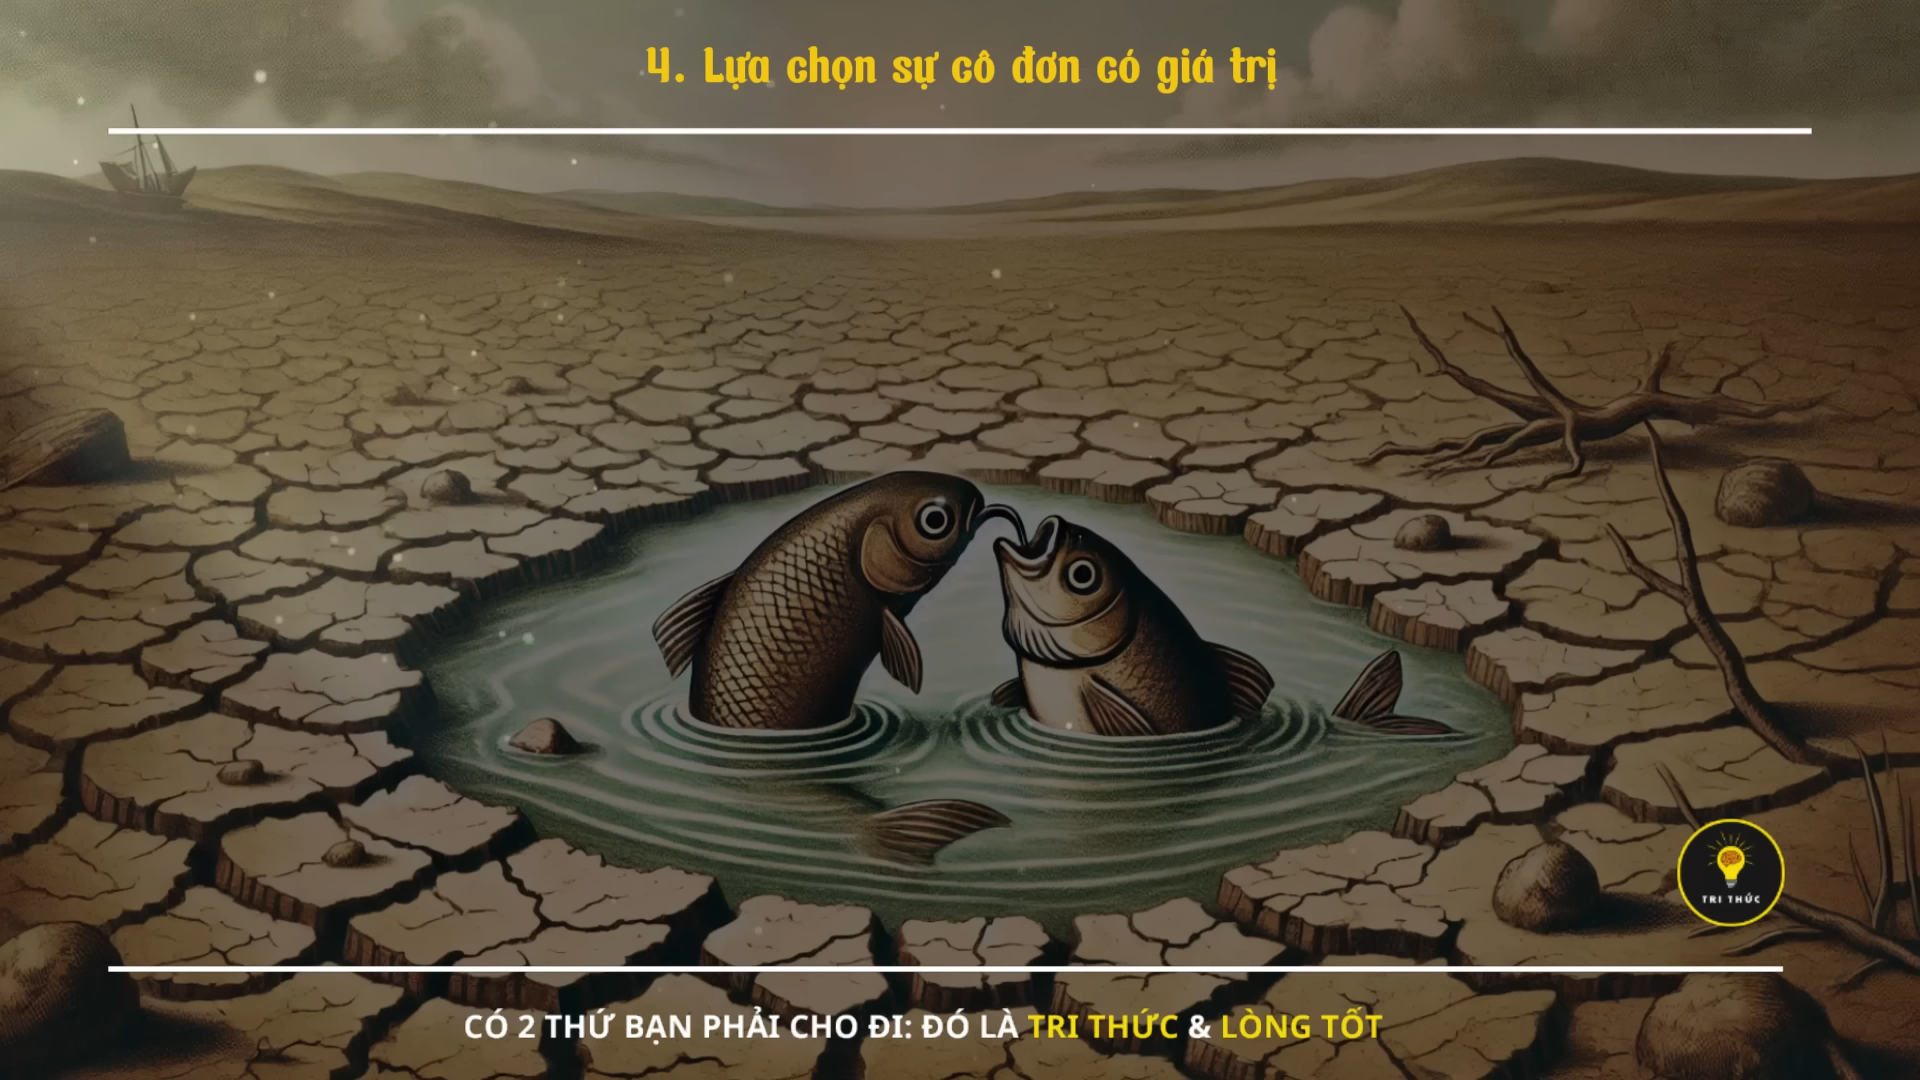 4. Lựa chọn sự cô đơn có giá trị
TRI THỨC
CÓ 2 THỨ BẠN PHẢI CHO ĐI: ĐÓ LÀ TRI THỨC & LÒNG TỐT